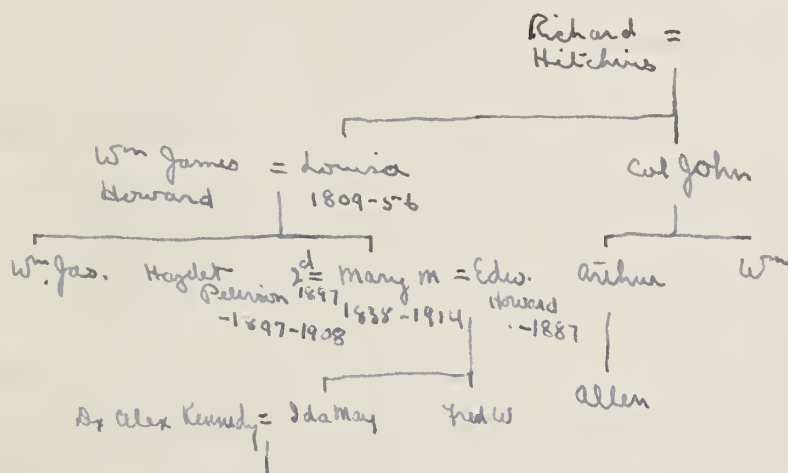 Richard =
Hitchins
Wm James = Louisa
Howard 1809-56
Col John
Wm. Jas.
Hazlet 2d = Mary M = Edw.
1897
Howard
-1897-1908
1838-1914
-1887
Arthur
Wm
Allen
Dr Alex Kennedy = Ida May
Fred W